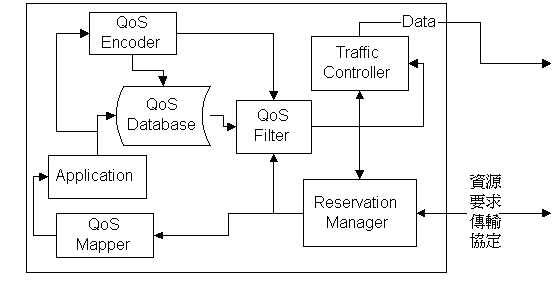 QoS
Encoder
Data
Traffic
Controller
QoS
Database
QoS
Filter
Application
Reservation
Manager
QoS
Mapper
資源
要求
傳輸
協定